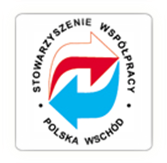 STOWARZYSZENIE WSPÓŁPRACY
POLSKA WSCHÓD